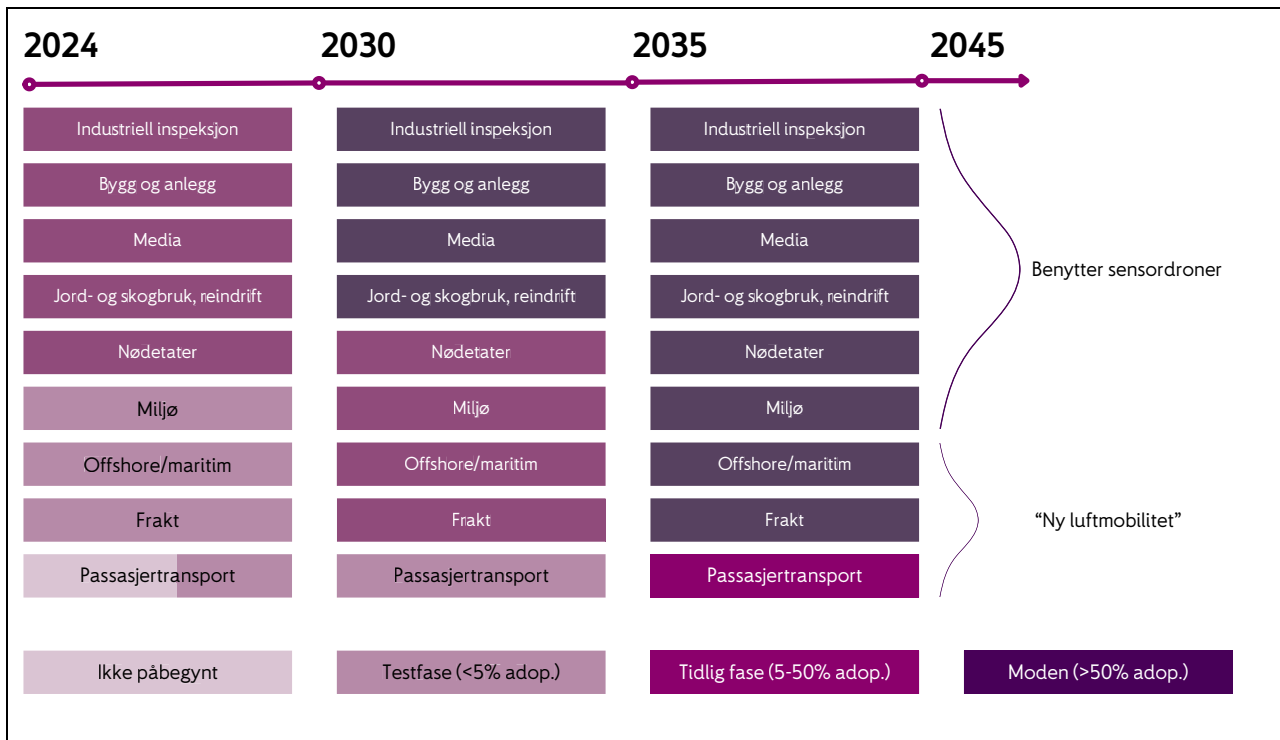 2024
2030
2035
2045
Industriell inspeksjon
Industriell inspeksjon
Industriell inspeksjon
Bygg og anlegg
Bygg og anlegg
Bygg og anlegg
Media
Media
Media
Jord- og skogbruk, reindrift
Jord- og skogbruk, reindrift
Jord- og skogbruk, reindrift
Benytter sensordroner
Nødetater
Nødetater
Nødetater
Miljø
Miljø
Miljø
Offshore/maritim
Offshore/maritim
Offshore/maritim
Frakt
Frakt
Frakt
“Ny luftmobilitet”
Passasjertransport
Passasjertransport
Passasjertransport
Ikke påbegynt
Testfase (<5% adop.)
Tidlig fase (5-50% adop.)
Moden (>50% adop.)